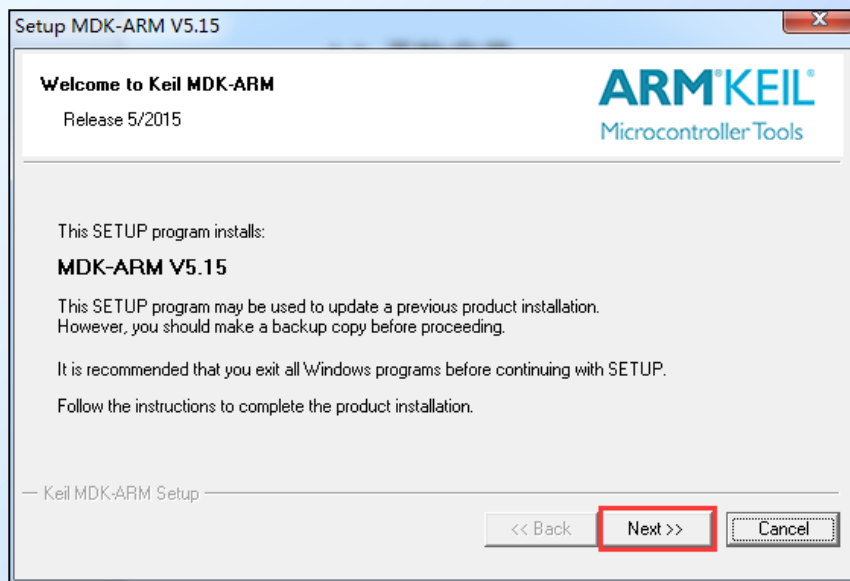 Setup MDK-ARM V5.15
Welcome to Keil MDK-ARM
Release 5/2015
ARM®KEIL®
Microcontroller Tools
This SETUP program installs:
MDK-ARM V5.15
This SETUP program may be used to update a previous product installation.
However, you should make a backup copy before proceeding.
It is recommended that you exit all Windows programs before continuing with SETUP.
Follow the instructions to complete the product installation.
Keil MDK-ARM Setup
<< Back
Next >>
Cancel